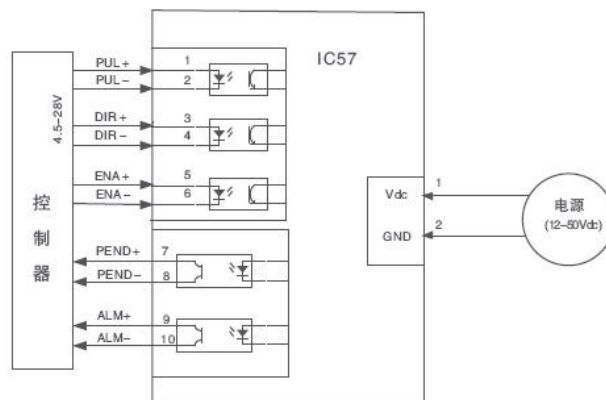 IC57
4.5-28V
控制器
PUL+ 1
PUL- 2
DIR+ 3
DIR- 4
ENA+ 5
ENA- 6
PEND+ 7
PEND- 8
ALM+ 9
ALM- 10
Vdc 1
GND 2
电源
(12-50Vdc)